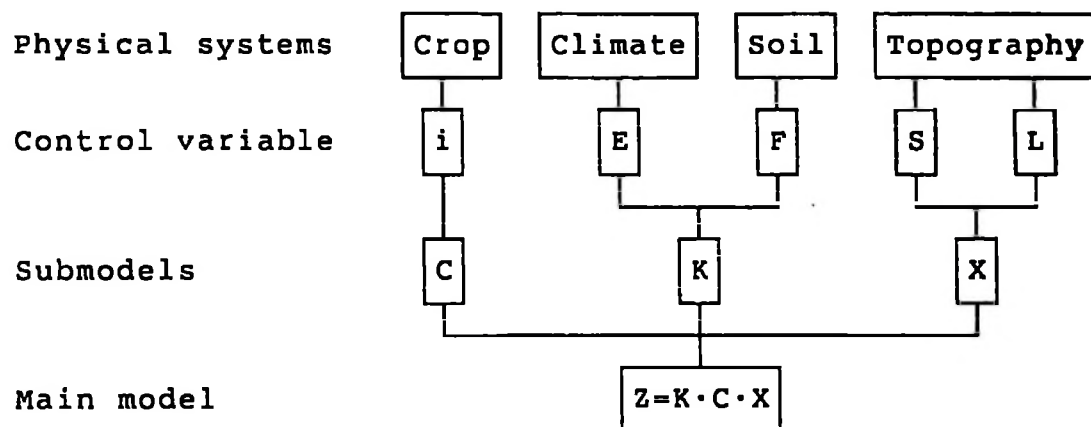 Physical systems Crop Climate Soil Topography
Control variable i E F S L
Submodels C K X
Main model Z=K·C·X